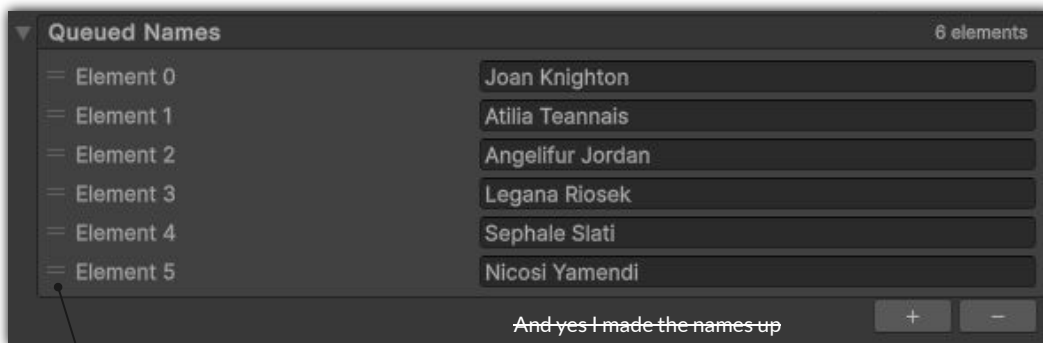 Queued Names 6 elements
Element 0 Joan Knighton
Element 1 Atilia Teannais
Element 2 Angelifur Jordan
Element 3 Legana Riosek
Element 4 Sephale Slati
Element 5 Nicosi Yamendi
And yes I made the names up + −